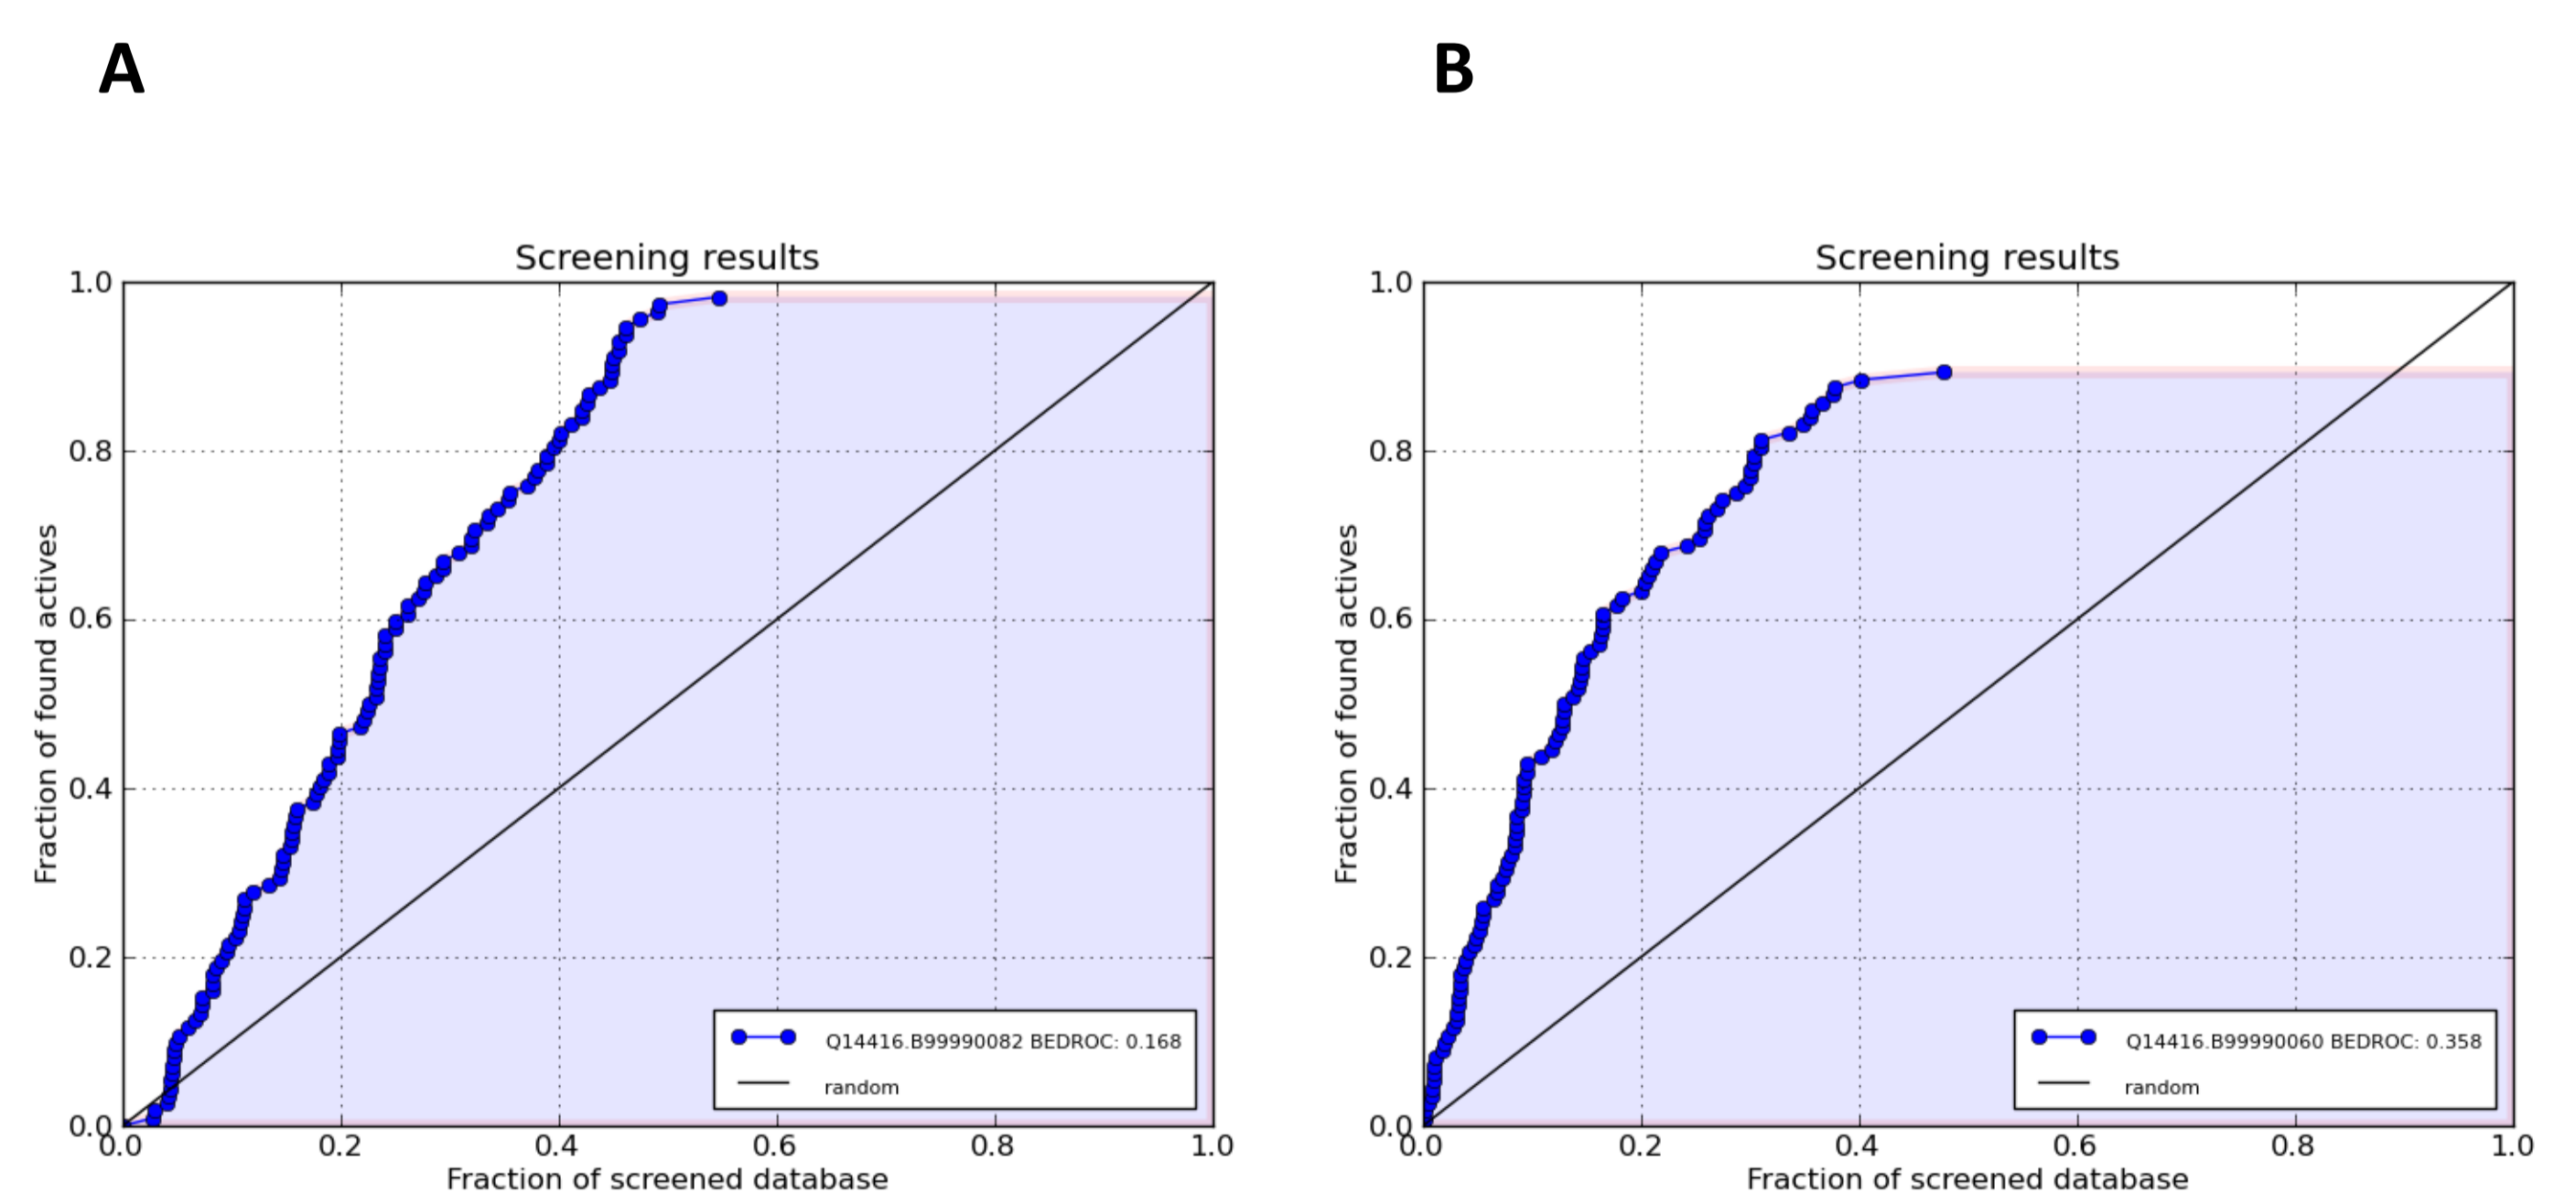 A
B
Screening results
1.0
0.8
0.6
0.4
0.2
0.0
Fraction of found actives
Q14416.B99990082 BEDROC: 0.168
random
0.0 0.2 0.4 0.6 0.8 1.0
Fraction of screened database
Screening results
1.0
0.8
0.6
0.4
0.2
0.0
Fraction of found actives
Q14416.B99990060 BEDROC: 0.358
random
0.0 0.2 0.4 0.6 0.8 1.0
Fraction of screened database